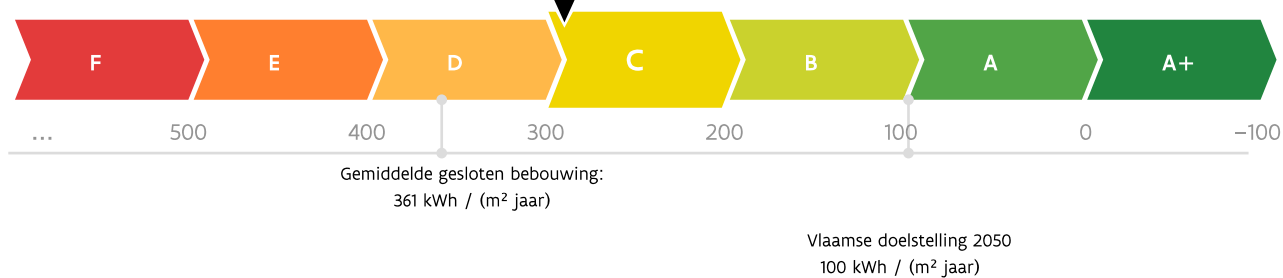 F E D C B A A+
... 500 400 300 200 100 0 −100
Gemiddelde gesloten bebouwing:
361 kWh / (m² jaar)
Vlaamse doelstelling 2050
100 kWh / (m² jaar)